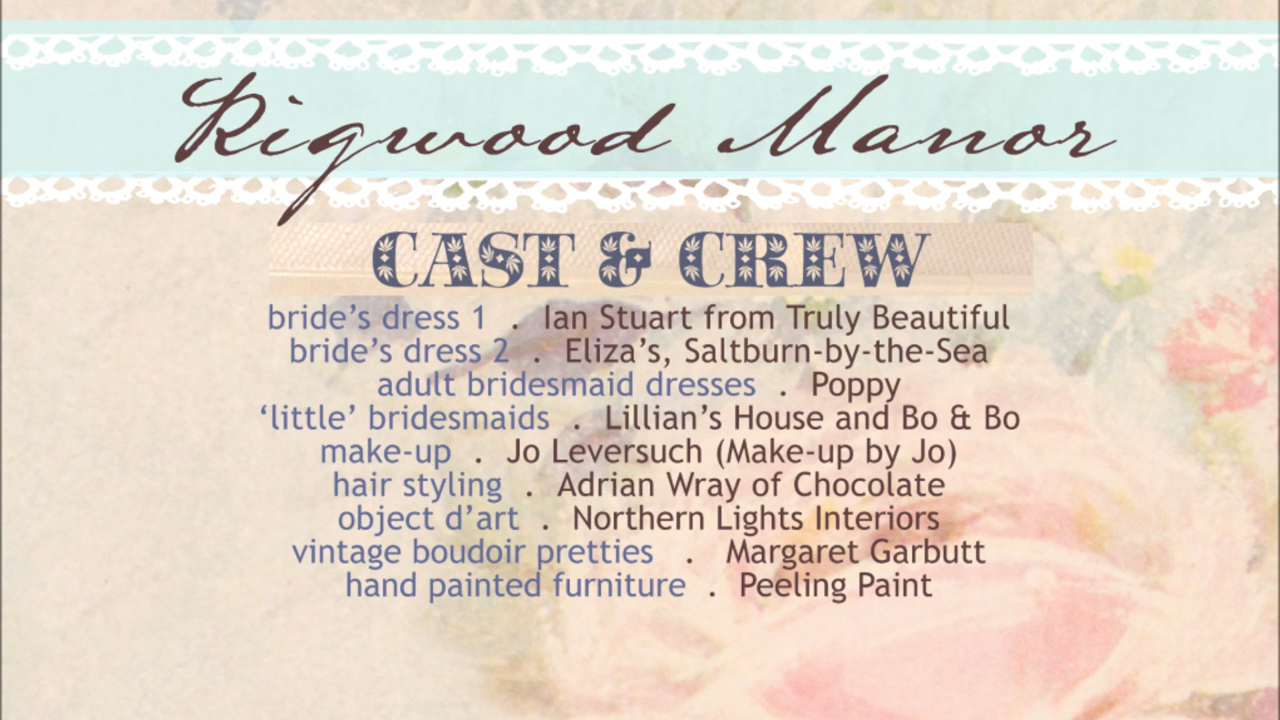 Rigwood Manor
CAST & CREW
bride’s dress 1 . Ian Stuart from Truly Beautiful
bride’s dress 2 . Eliza’s, Saltburn-by-the-Sea
adult bridesmaid dresses . Poppy
‘little’ bridesmaids . Lillian’s House and Bo & Bo
make-up . Jo Leversuch (Make-up by Jo)
hair styling . Adrian Wray of Chocolate
object d’art . Northern Lights Interiors
vintage boudoir pretties . Margaret Garbutt
hand painted furniture . Peeling Paint